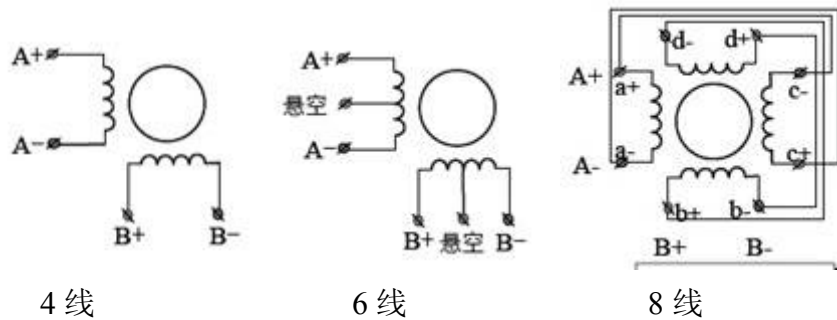 A+
A−
B+ B−
4 线
A+
悬空
A−
B+ 悬空 B−
6 线
d- d+
A+ a+ c-
A- a- c+
b+ b-
B+ B-
8 线